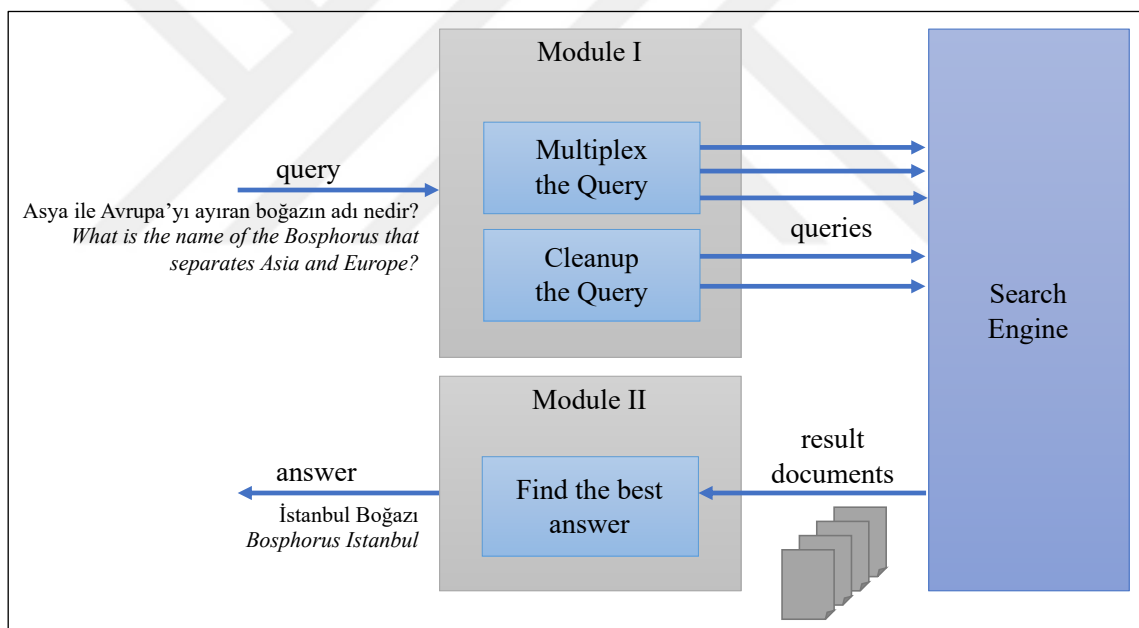 Module I
Multiplex
the Query
query
Asya ile Avrupa’yı ayıran boğazın adı nedir?
What is the name of the Bosphorus that
separates Asia and Europe?
Cleanup
the Query
queries
Search
Engine
Module II
Find the best
answer
result
documents
answer
İstanbul Boğazı
Bosphorus Istanbul